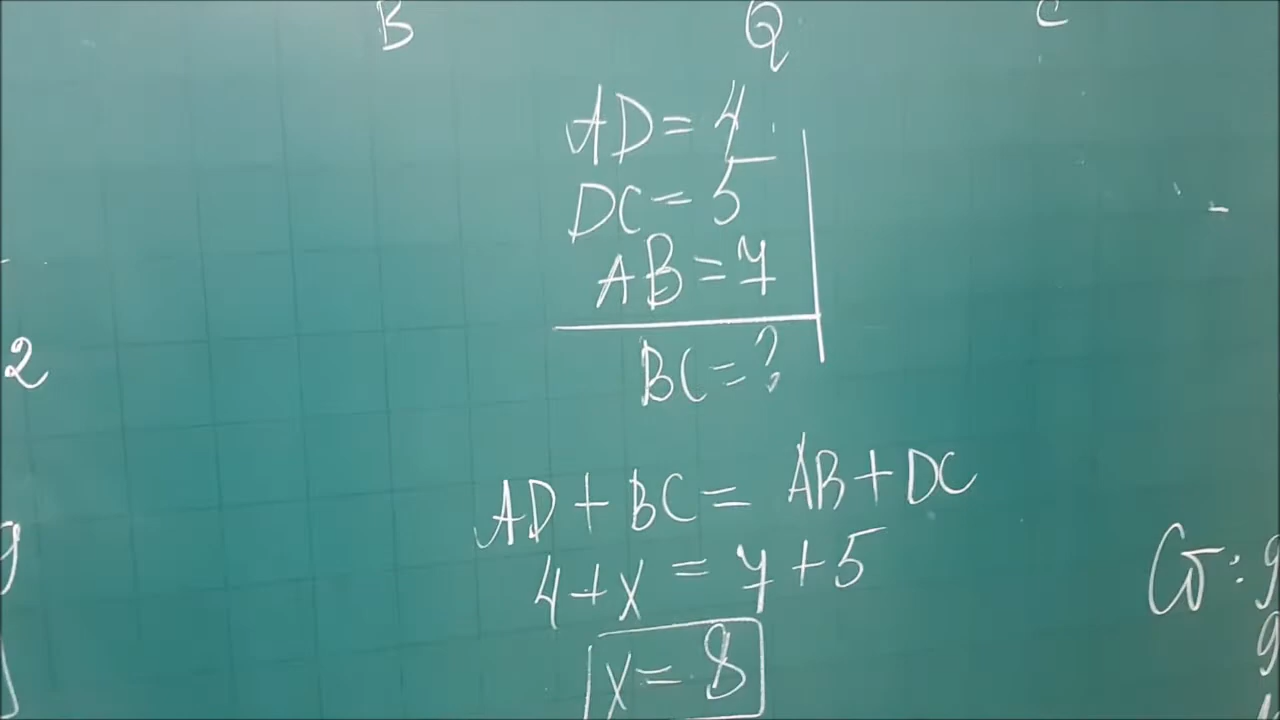 B Q C
AD = 4
DC = 5
AB = 7
2
BC = ?
AD + BC = AB + DC
4 + x = 7 + 5
x = 8